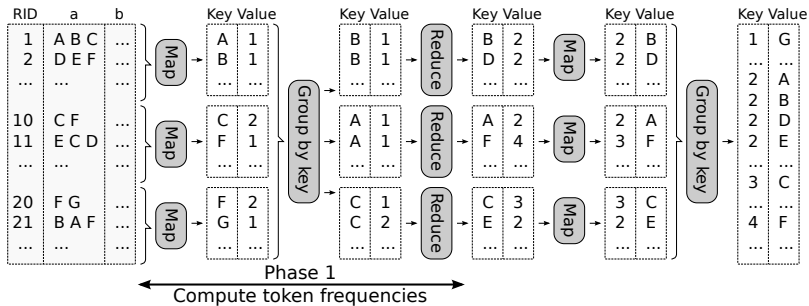 RID a b Key Value Key Value Key Value Key Value Key Value
1 A B C ... A 1 B 1 B 2 2 B 1 G
2 D E F ... B 1 B 1 D 2 2 D ...
... ... ... ... ... ... ... 2 A
Map Reduce Map
2 B
10 C F ... C 2 A 1 A 2 2 A 2 D
11 E C D ... F 1 A 1 F 4 3 F 2 E
... ... ... ... ... ... ... ...
Map Group by key Reduce Map Group by key
3 C
...
20 F G ... F 2 C 1 C 3 3 C
21 B A F ... G 1 C 2 E 2 2 E 4 F
... ... ... ... ... ... ... ...
Map Reduce Map
Phase 1
Compute token frequencies